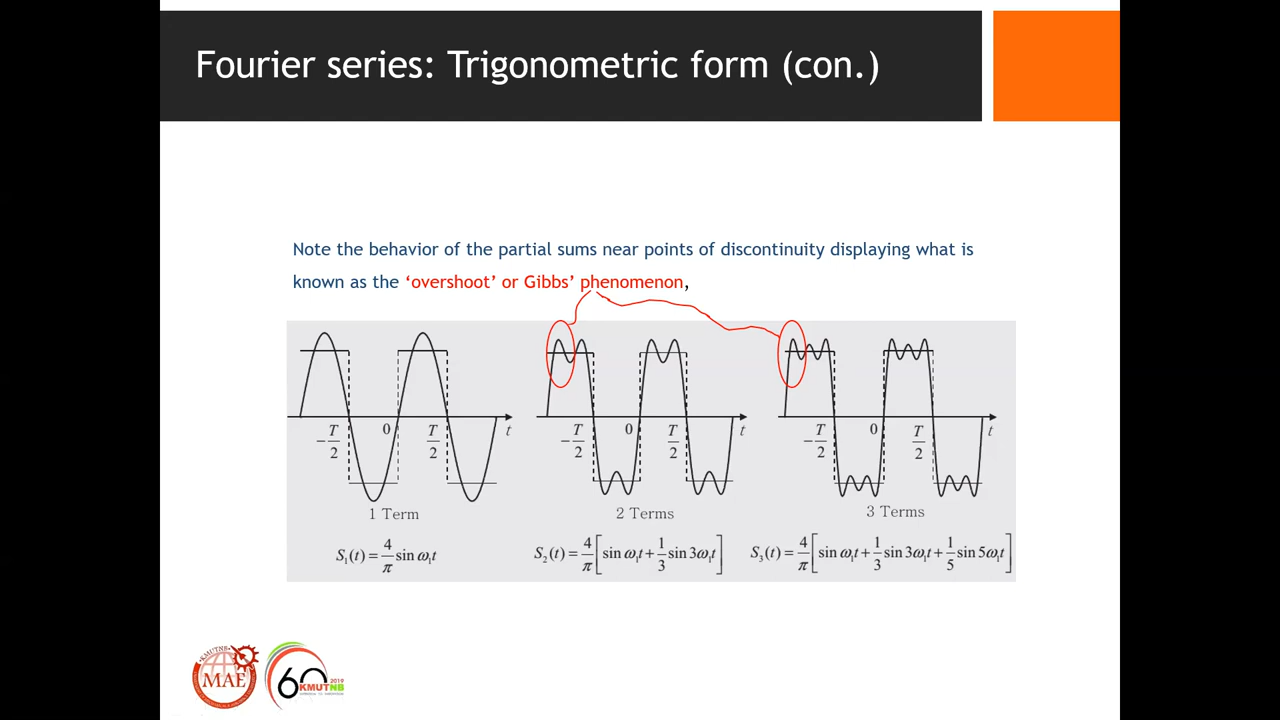 Fourier series: Trigonometric form (con.)
Note the behavior of the partial sums near points of discontinuity displaying what is
known as the ‘overshoot’ or Gibbs’ phenomenon,
−T/2 0 T/2 t
−T/2 0 T/2 t
−T/2 0 T/2 t
1 Term
2 Terms
3 Terms
S₁(t) = 4/π sin ω₁t
S₂(t) = 4/π [sin ω₁t + 1/3 sin 3ω₁t]
S₃(t) = 4/π [sin ω₁t + 1/3 sin 3ω₁t + 1/5 sin 5ω₁t]
KMUTNB
MAE
60 2019
KMUTNB